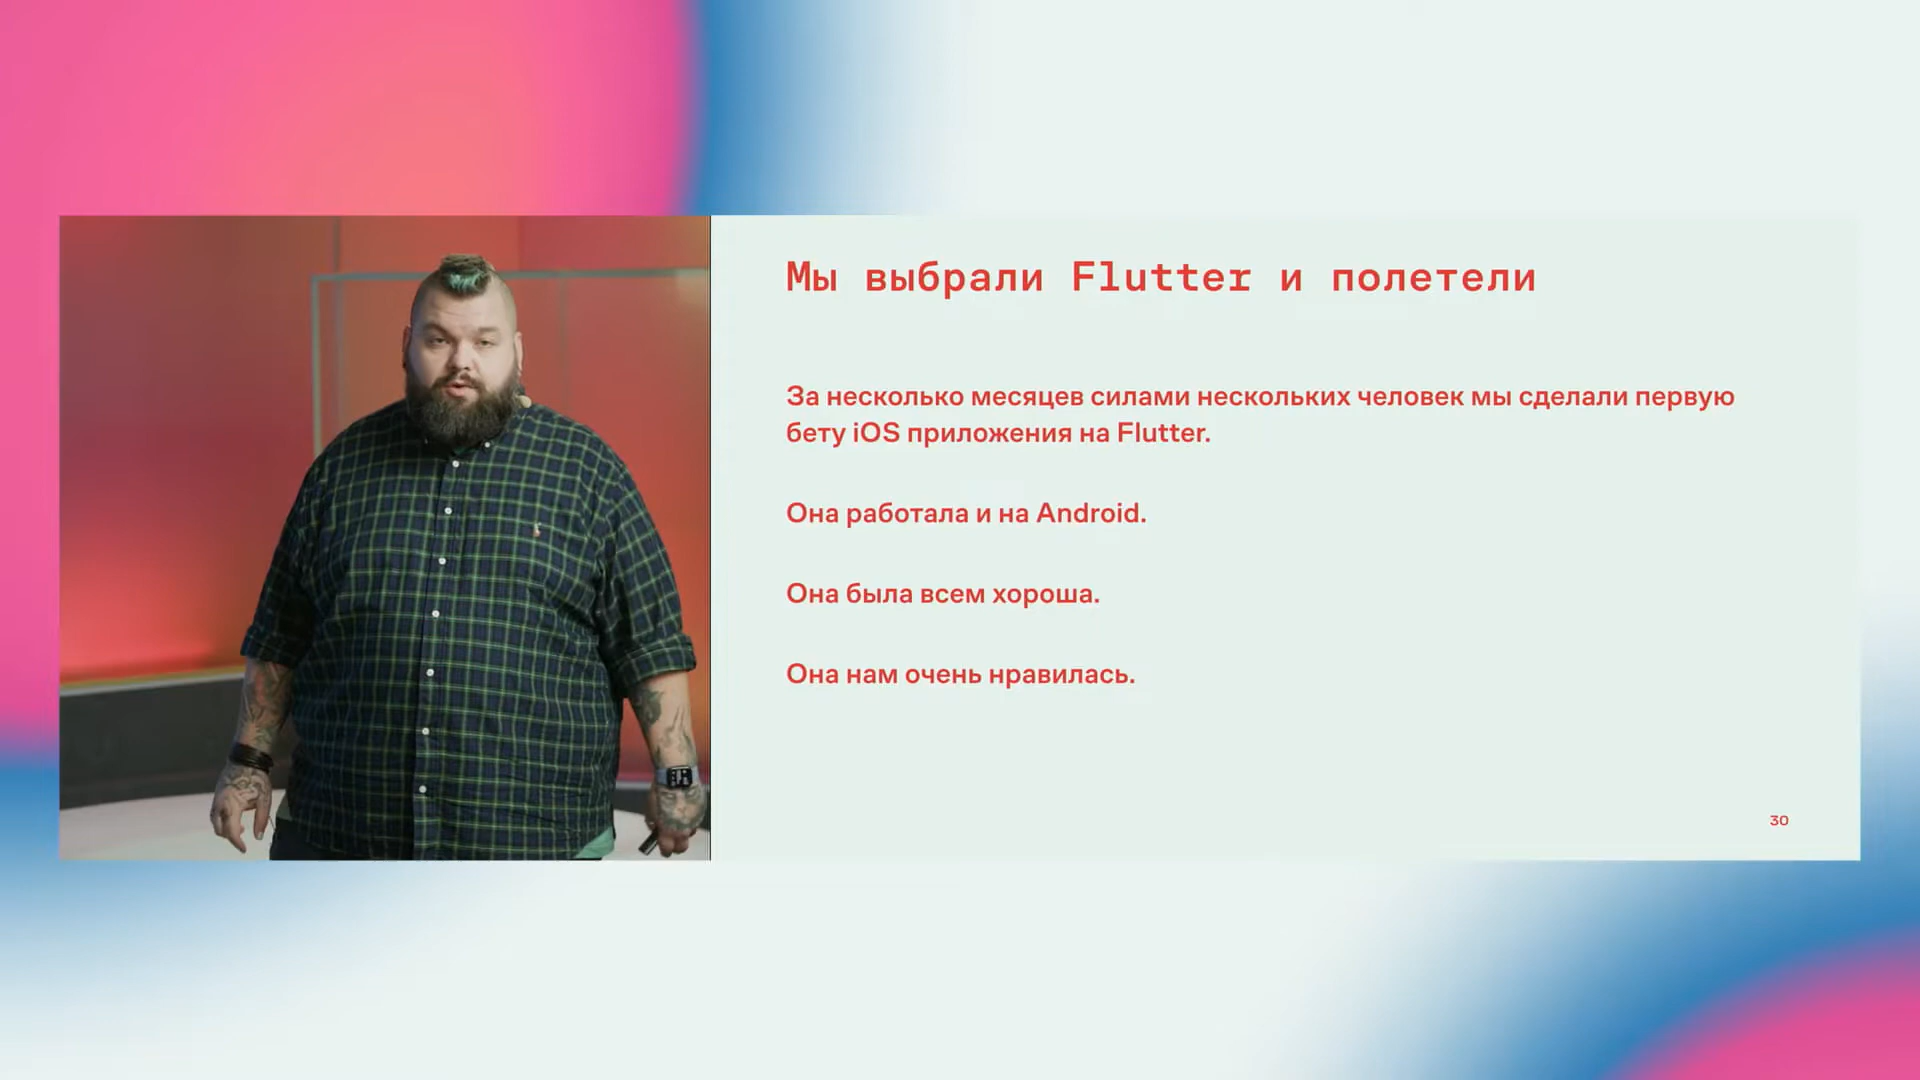 Мы выбрали Flutter и полетели
За несколько месяцев силами нескольких человек мы сделали первую
бету iOS приложения на Flutter.
Она работала и на Android.
Она была всем хороша.
Она нам очень нравилась.
30